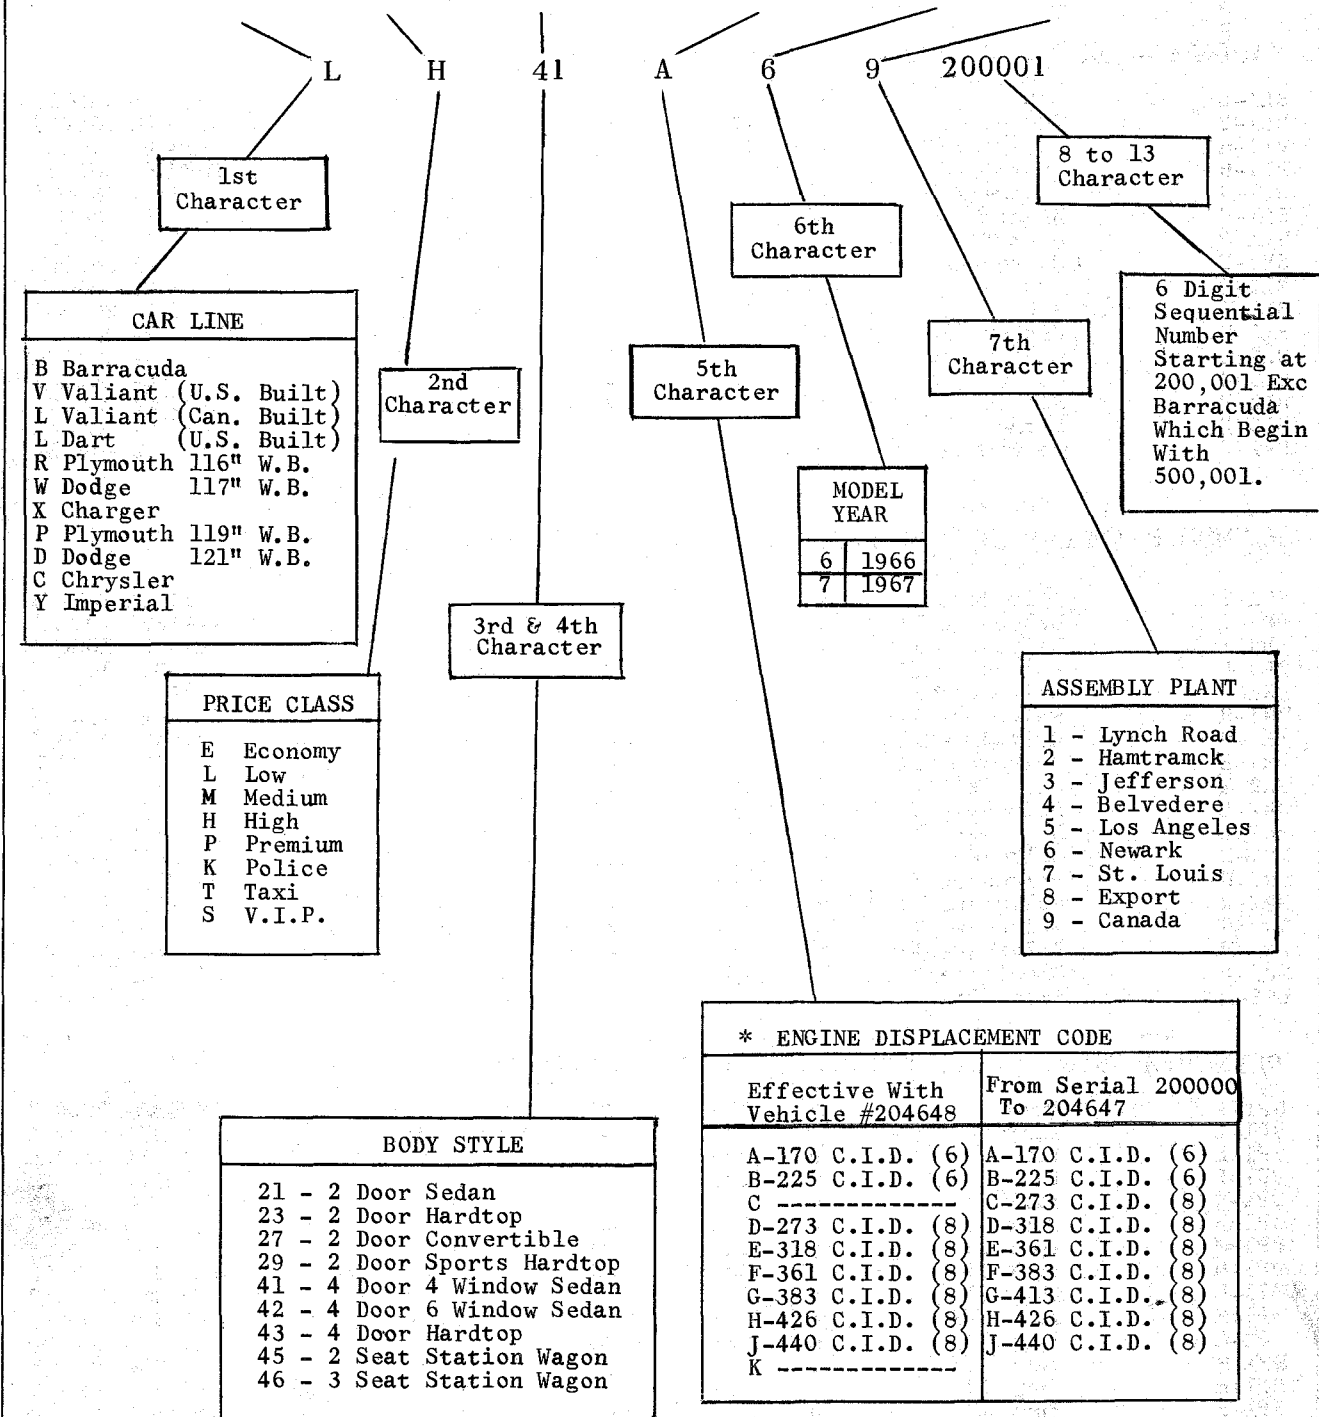 L H 41 A 6 9 200001
1st
Character
8 to 13
Character
6th
Character
6 Digit
Sequential
Number
Starting at
200,001 Exc
Barracuda
Which Begin
With
500,001.
CAR LINE
B Barracuda
V Valiant (U.S. Built)
L Valiant (Can. Built)
L Dart (U.S. Built)
R Plymouth 116" W.B.
W Dodge 117" W.B.
X Charger
P Plymouth 119" W.B.
D Dodge 121" W.B.
C Chrysler
Y Imperial
2nd
Character
5th
Character
7th
Character
MODEL
YEAR
6 1966
7 1967
3rd & 4th
Character
PRICE CLASS
E Economy
L Low
M Medium
H High
P Premium
K Police
T Taxi
S V.I.P.
ASSEMBLY PLANT
1 - Lynch Road
2 - Hamtramck
3 - Jefferson
4 - Belvedere
5 - Los Angeles
6 - Newark
7 - St. Louis
8 - Export
9 - Canada
* ENGINE DISPLACEMENT CODE
Effective With
Vehicle #204648
A-170 C.I.D. (6)
B-225 C.I.D. (6)
C -------------
D-273 C.I.D. (8)
E-318 C.I.D. (8)
F-361 C.I.D. (8)
G-383 C.I.D. (8)
H-426 C.I.D. (8)
J-440 C.I.D. (8)
K -------------
From Serial 200000
To 204647
A-170 C.I.D. (6)
B-225 C.I.D. (6)
C-273 C.I.D. (8)
D-318 C.I.D. (8)
E-361 C.I.D. (8)
F-383 C.I.D. (8)
G-413 C.I.D. (8)
H-426 C.I.D. (8)
J-440 C.I.D. (8)
BODY STYLE
21 - 2 Door Sedan
23 - 2 Door Hardtop
27 - 2 Door Convertible
29 - 2 Door Sports Hardtop
41 - 4 Door 4 Window Sedan
42 - 4 Door 6 Window Sedan
43 - 4 Door Hardtop
45 - 2 Seat Station Wagon
46 - 3 Seat Station Wagon